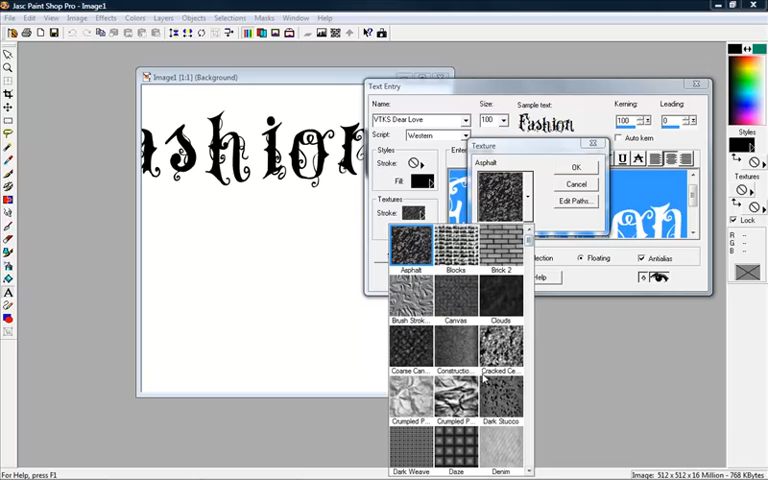 Jasc Paint Shop Pro - Image1
File Edit View Image Effects Colors Layers Objects Selections Masks Window Help
Image1 [1:1] (Background)
Fashion
Text Entry
Name: Size: Sample text: Kerning: Leading:
VTKS Dear Love 100 Fashion 100 0
Script: Western Auto kern
Styles
Stroke:
Fill:
Textures
Stroke:
Texture
Asphalt
OK
Cancel
Edit Paths...
Floating Antialias
Help
Asphalt Blocks Brick 2
Brush Strok... Canvas Clouds
Coarse Can... Constructio... Cracked Ce...
Crumpled P... Crumpled P... Dark Stucco
Dark Weave Daze Denim
Styles
Textures
Lock
R --
G --
B --
For Help, press F1
Image: 512 x 512 x 16 Million - 768 KBytes